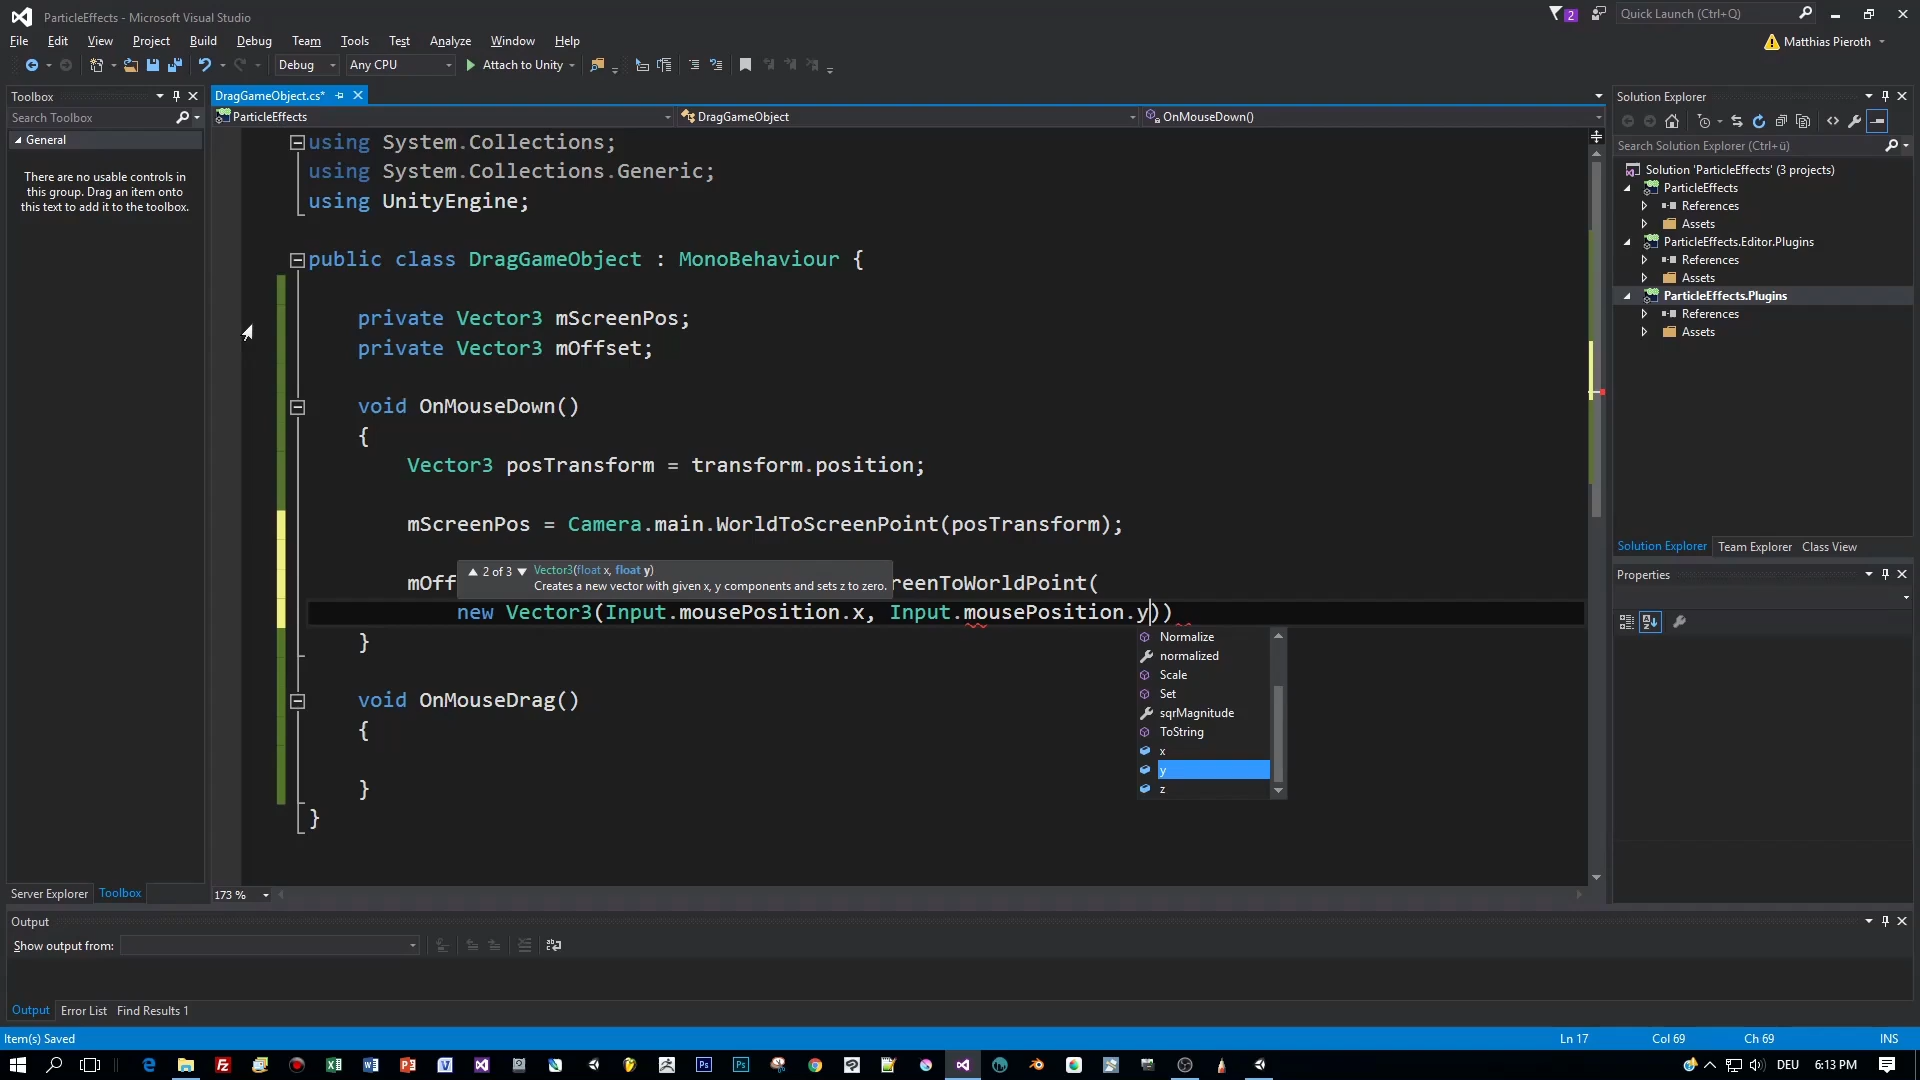 ParticleEffects - Microsoft Visual Studio
2
Quick Launch (Ctrl+Q)
File Edit View Project Build Debug Team Tools Test Analyze Window Help
Matthias Pieroth
Debug
Any CPU
Attach to Unity
Toolbox
Search Toolbox
General
There are no usable controls in
this group. Drag an item onto
this text to add it to the toolbox.
Server Explorer
Toolbox
DragGameObject.cs*
ParticleEffects
DragGameObject
OnMouseDown()
using System.Collections;
using System.Collections.Generic;
using UnityEngine;
public class DragGameObject : MonoBehaviour {
private Vector3 mScreenPos;
private Vector3 mOffset;
void OnMouseDown()
{
Vector3 posTransform = transform.position;
mScreenPos = Camera.main.WorldToScreenPoint(posTransform);
mOff
2 of 3
Vector3(float x, float y)
Creates a new vector with given x, y components and sets z to zero.
reenToWorldPoint(
new Vector3(Input.mousePosition.x, Input.mousePosition.y))
}
Normalize
normalized
Scale
Set
sqrMagnitude
ToString
x
y
z
void OnMouseDrag()
{
}
}
173 %
Solution Explorer
Search Solution Explorer (Ctrl+ü)
Solution 'ParticleEffects' (3 projects)
ParticleEffects
References
Assets
ParticleEffects.Editor.Plugins
References
Assets
ParticleEffects.Plugins
References
Assets
Solution Explorer
Team Explorer
Class View
Properties
Output
Show output from:
Output
Error List
Find Results 1
Item(s) Saved
Ln 17
Col 69
Ch 69
INS
DEU
6:13 PM